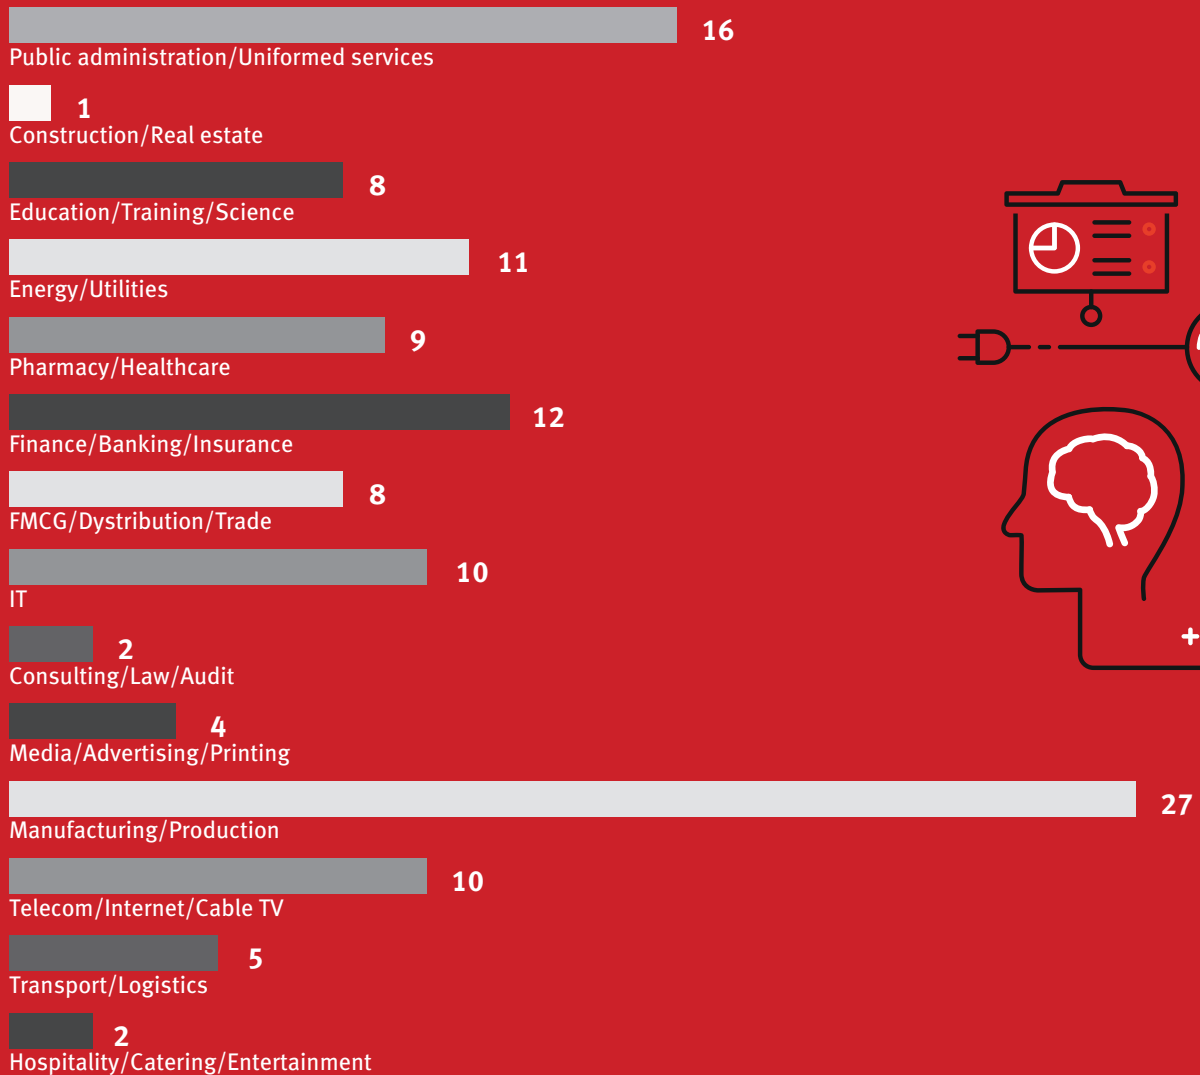 16
Public administration/Uniformed services
1
Construction/Real estate
8
Education/Training/Science
11
Energy/Utilities
9
Pharmacy/Healthcare
12
Finance/Banking/Insurance
8
FMCG/Dystribution/Trade
10
IT
2
Consulting/Law/Audit
4
Media/Advertising/Printing
27
Manufacturing/Production
10
Telecom/Internet/Cable TV
5
Transport/Logistics
2
Hospitality/Catering/Entertainment